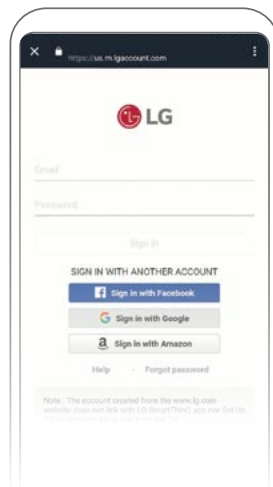 https://us.m.lgaccount.com
LG
Email
Password
Sign in
SIGN IN WITH ANOTHER ACCOUNT
Sign in with Facebook
Sign in with Google
Sign in with Amazon
Help - Forgot password
Note : The account created from the www.lg.com
website does not link with LG SmartThinQ app nor Set Up